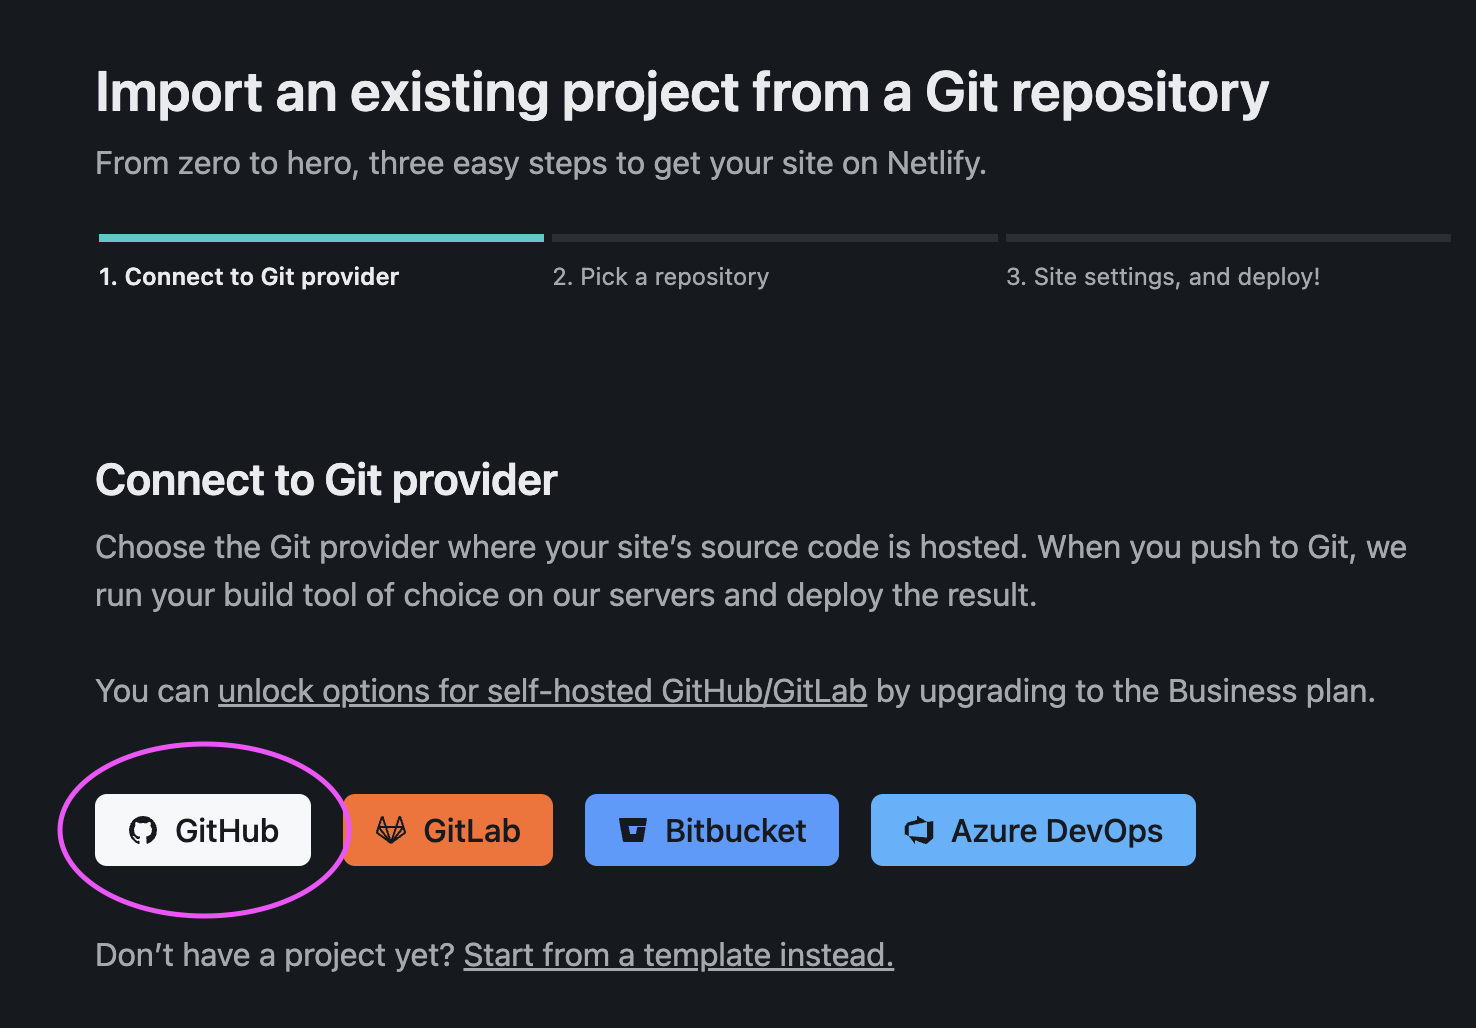 Import an existing project from a Git repository
From zero to hero, three easy steps to get your site on Netlify.
1. Connect to Git provider
2. Pick a repository
3. Site settings, and deploy!
Connect to Git provider
Choose the Git provider where your site’s source code is hosted. When you push to Git, we
run your build tool of choice on our servers and deploy the result.
You can unlock options for self-hosted GitHub/GitLab by upgrading to the Business plan.
GitHub
GitLab
Bitbucket
Azure DevOps
Don’t have a project yet? Start from a template instead.